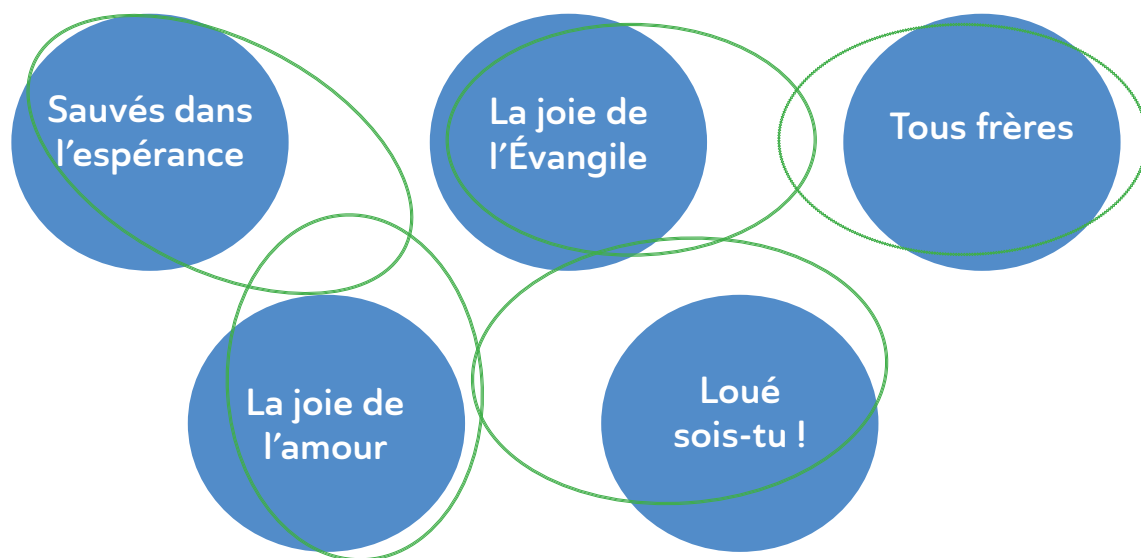 Sauvés dans
l'espérance
La joie de
l'Évangile
Tous frères
La joie de
l'amour
Loué
sois-tu !